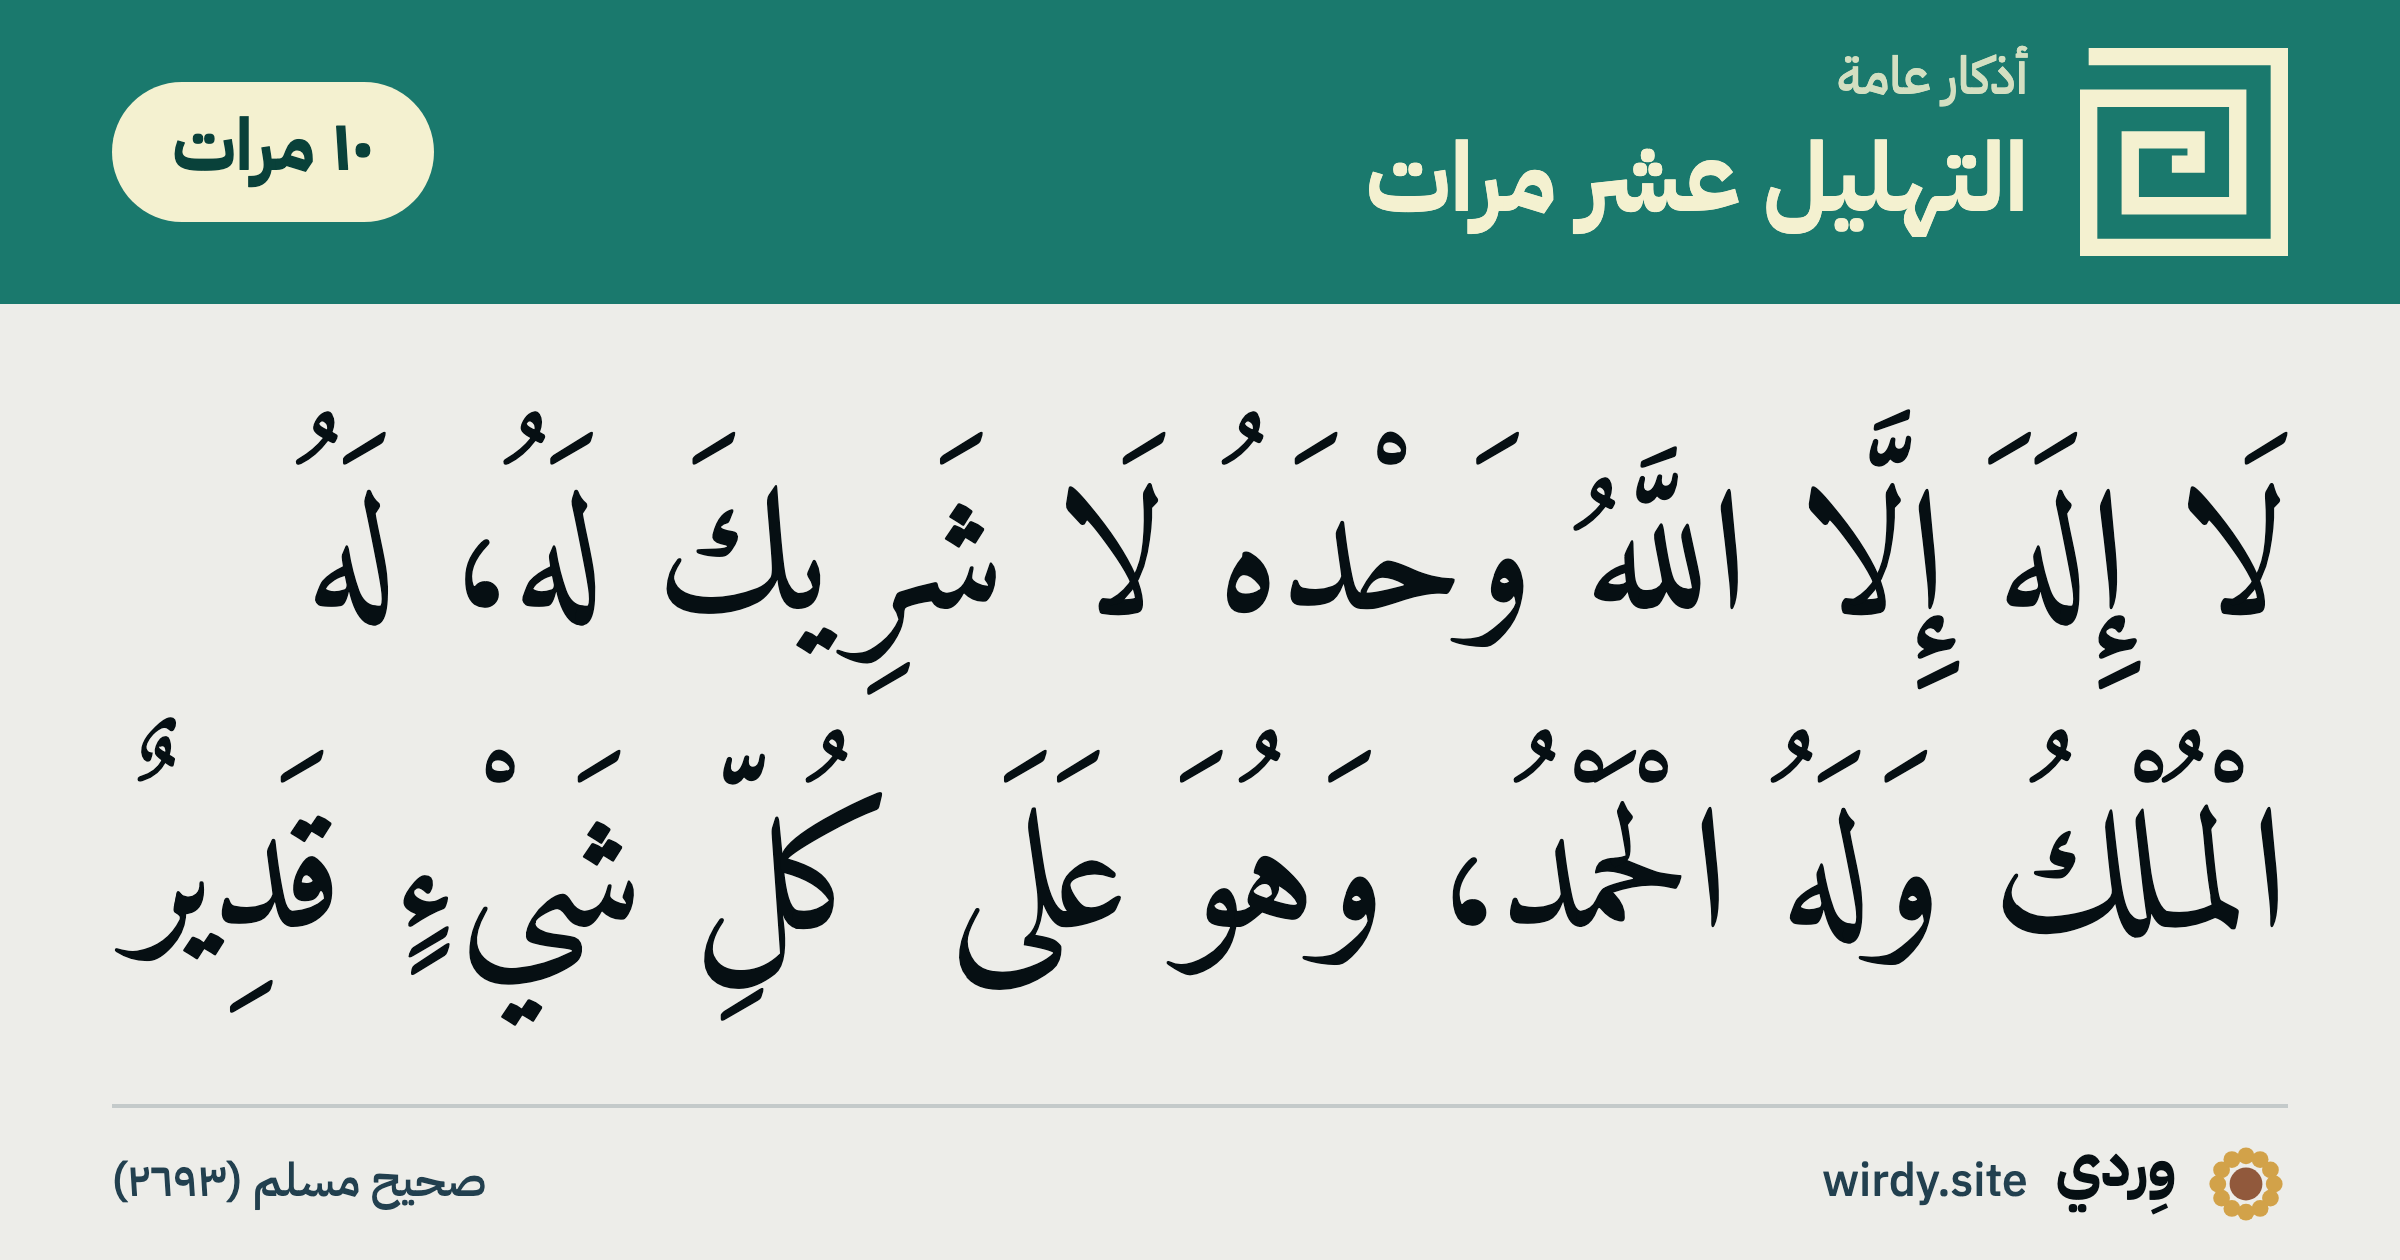 أذكار عامة
التهليل عشر مرات
١٠ مرات
لَا إِلَهَ إِلَّا اللَّهُ وَحْدَهُ لَا شَرِيكَ لَهُ، لَهُ
الْمُلْكُ وَلَهُ الْحَمْدُ، وَهُوَ عَلَى كُلِّ شَيْءٍ قَدِيرٌ
وِردي wirdy.site
صحيح مسلم (٢٦٩٣)